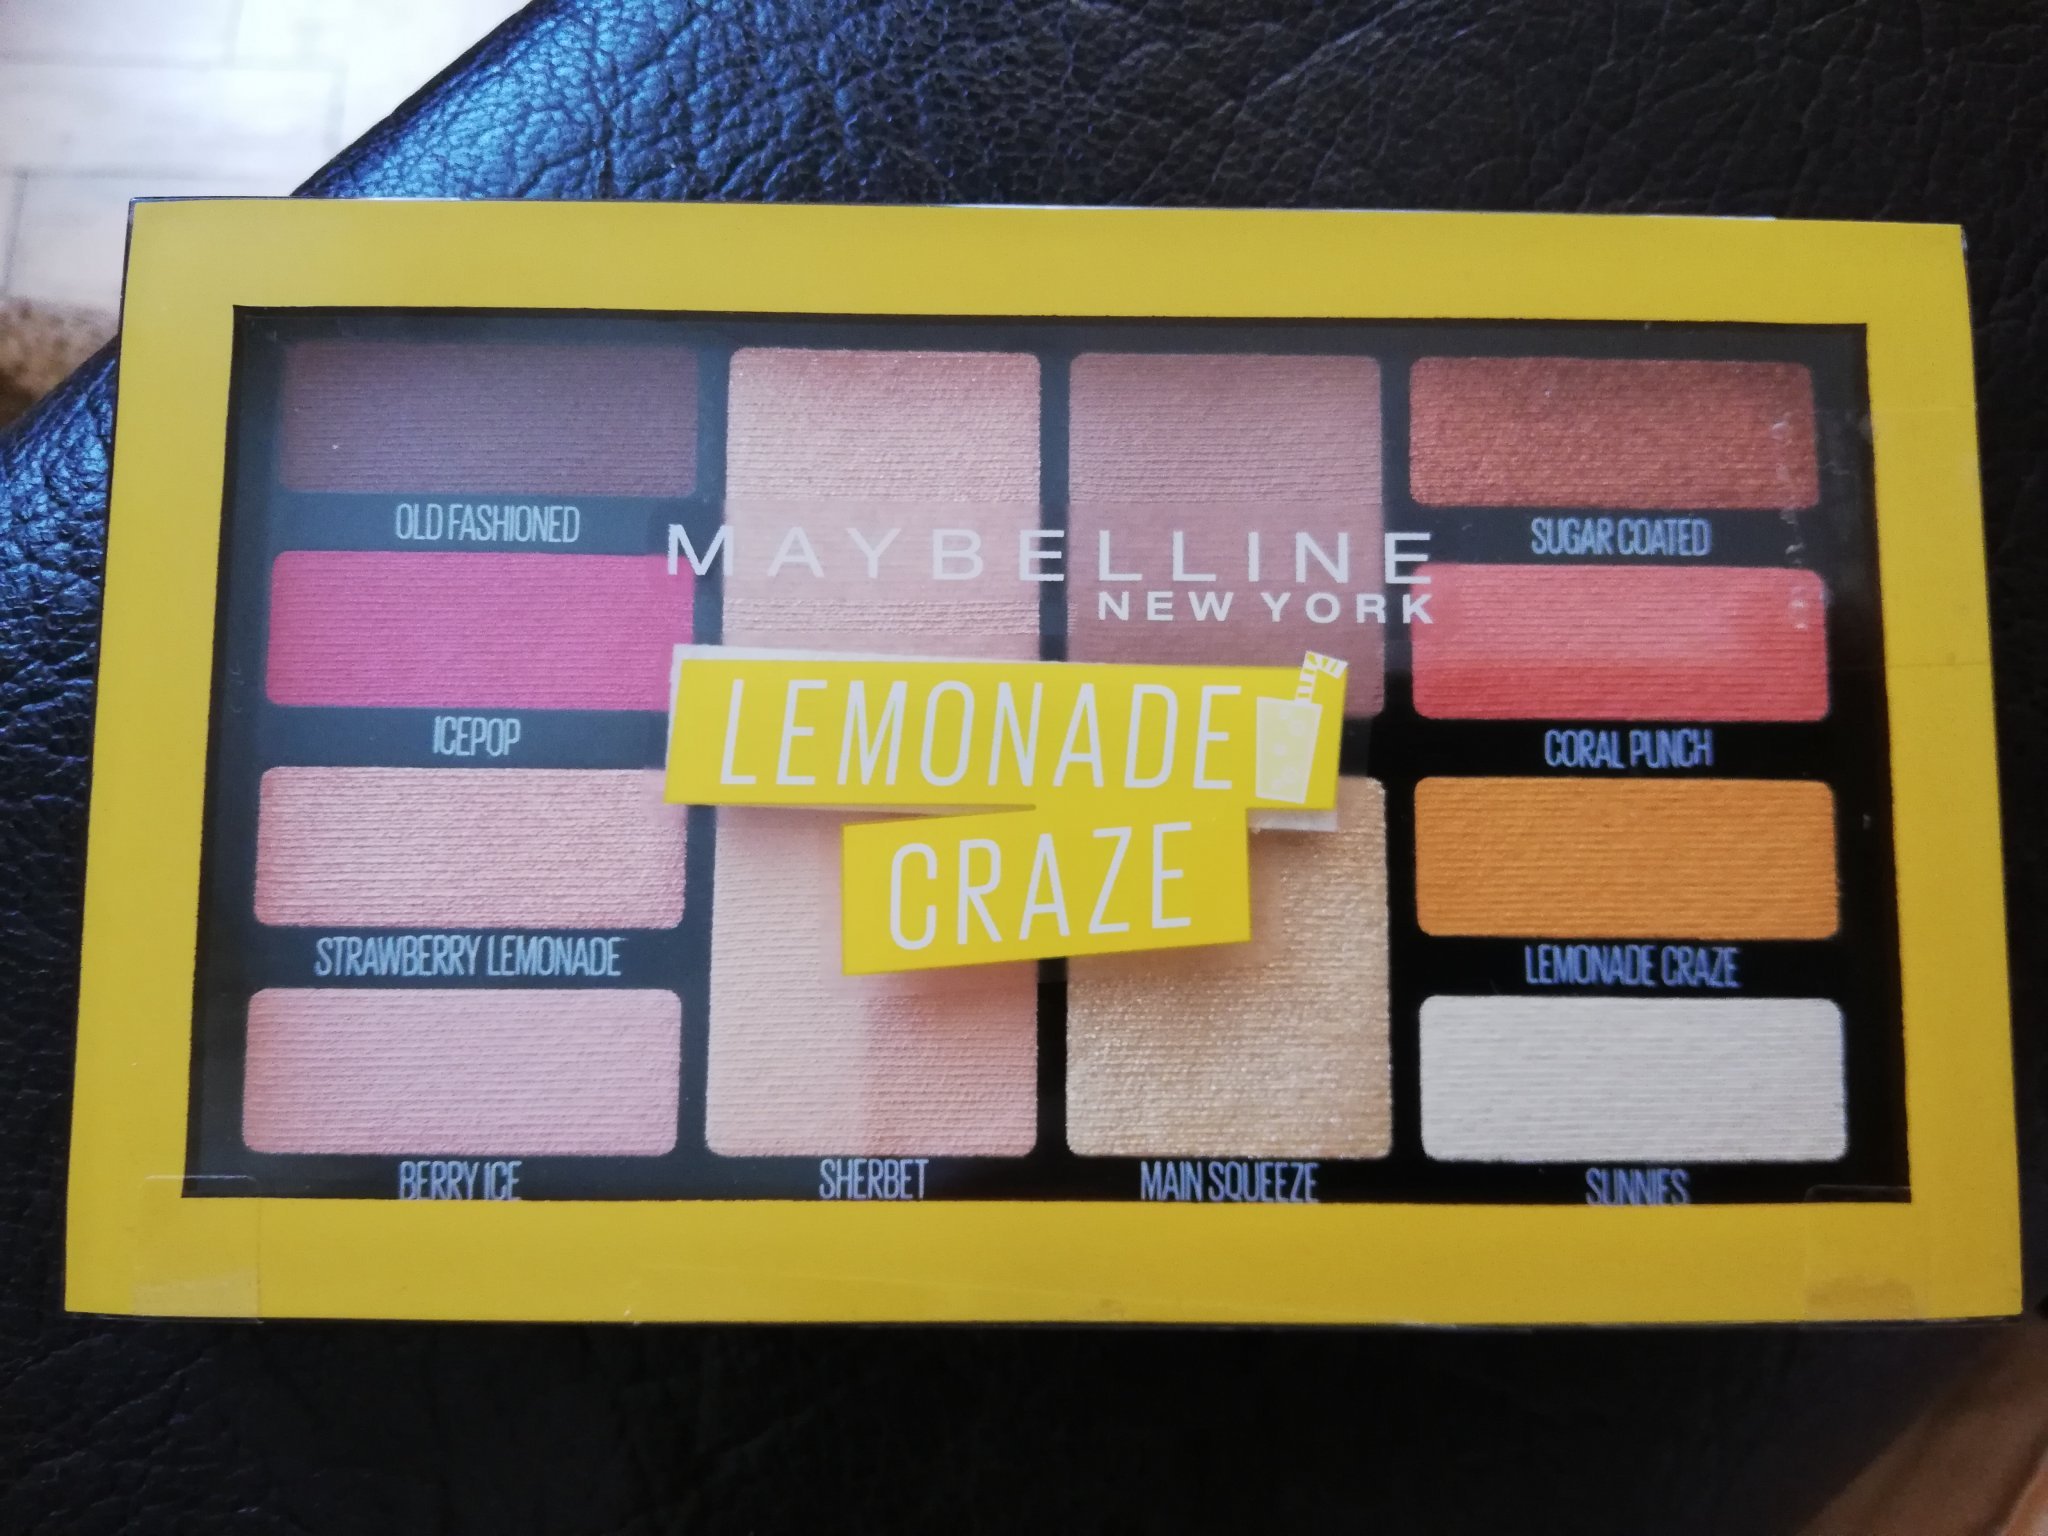 OLD FASHIONED
SUGAR COATED
MAYBELLINE
NEW YORK
ICEPOP
CORAL PUNCH
LEMONADE
CRAZE
STRAWBERRY LEMONADE
LEMONADE CRAZE
BERRY ICE
SHERBET
MAIN SQUEEZE
SUNNIES